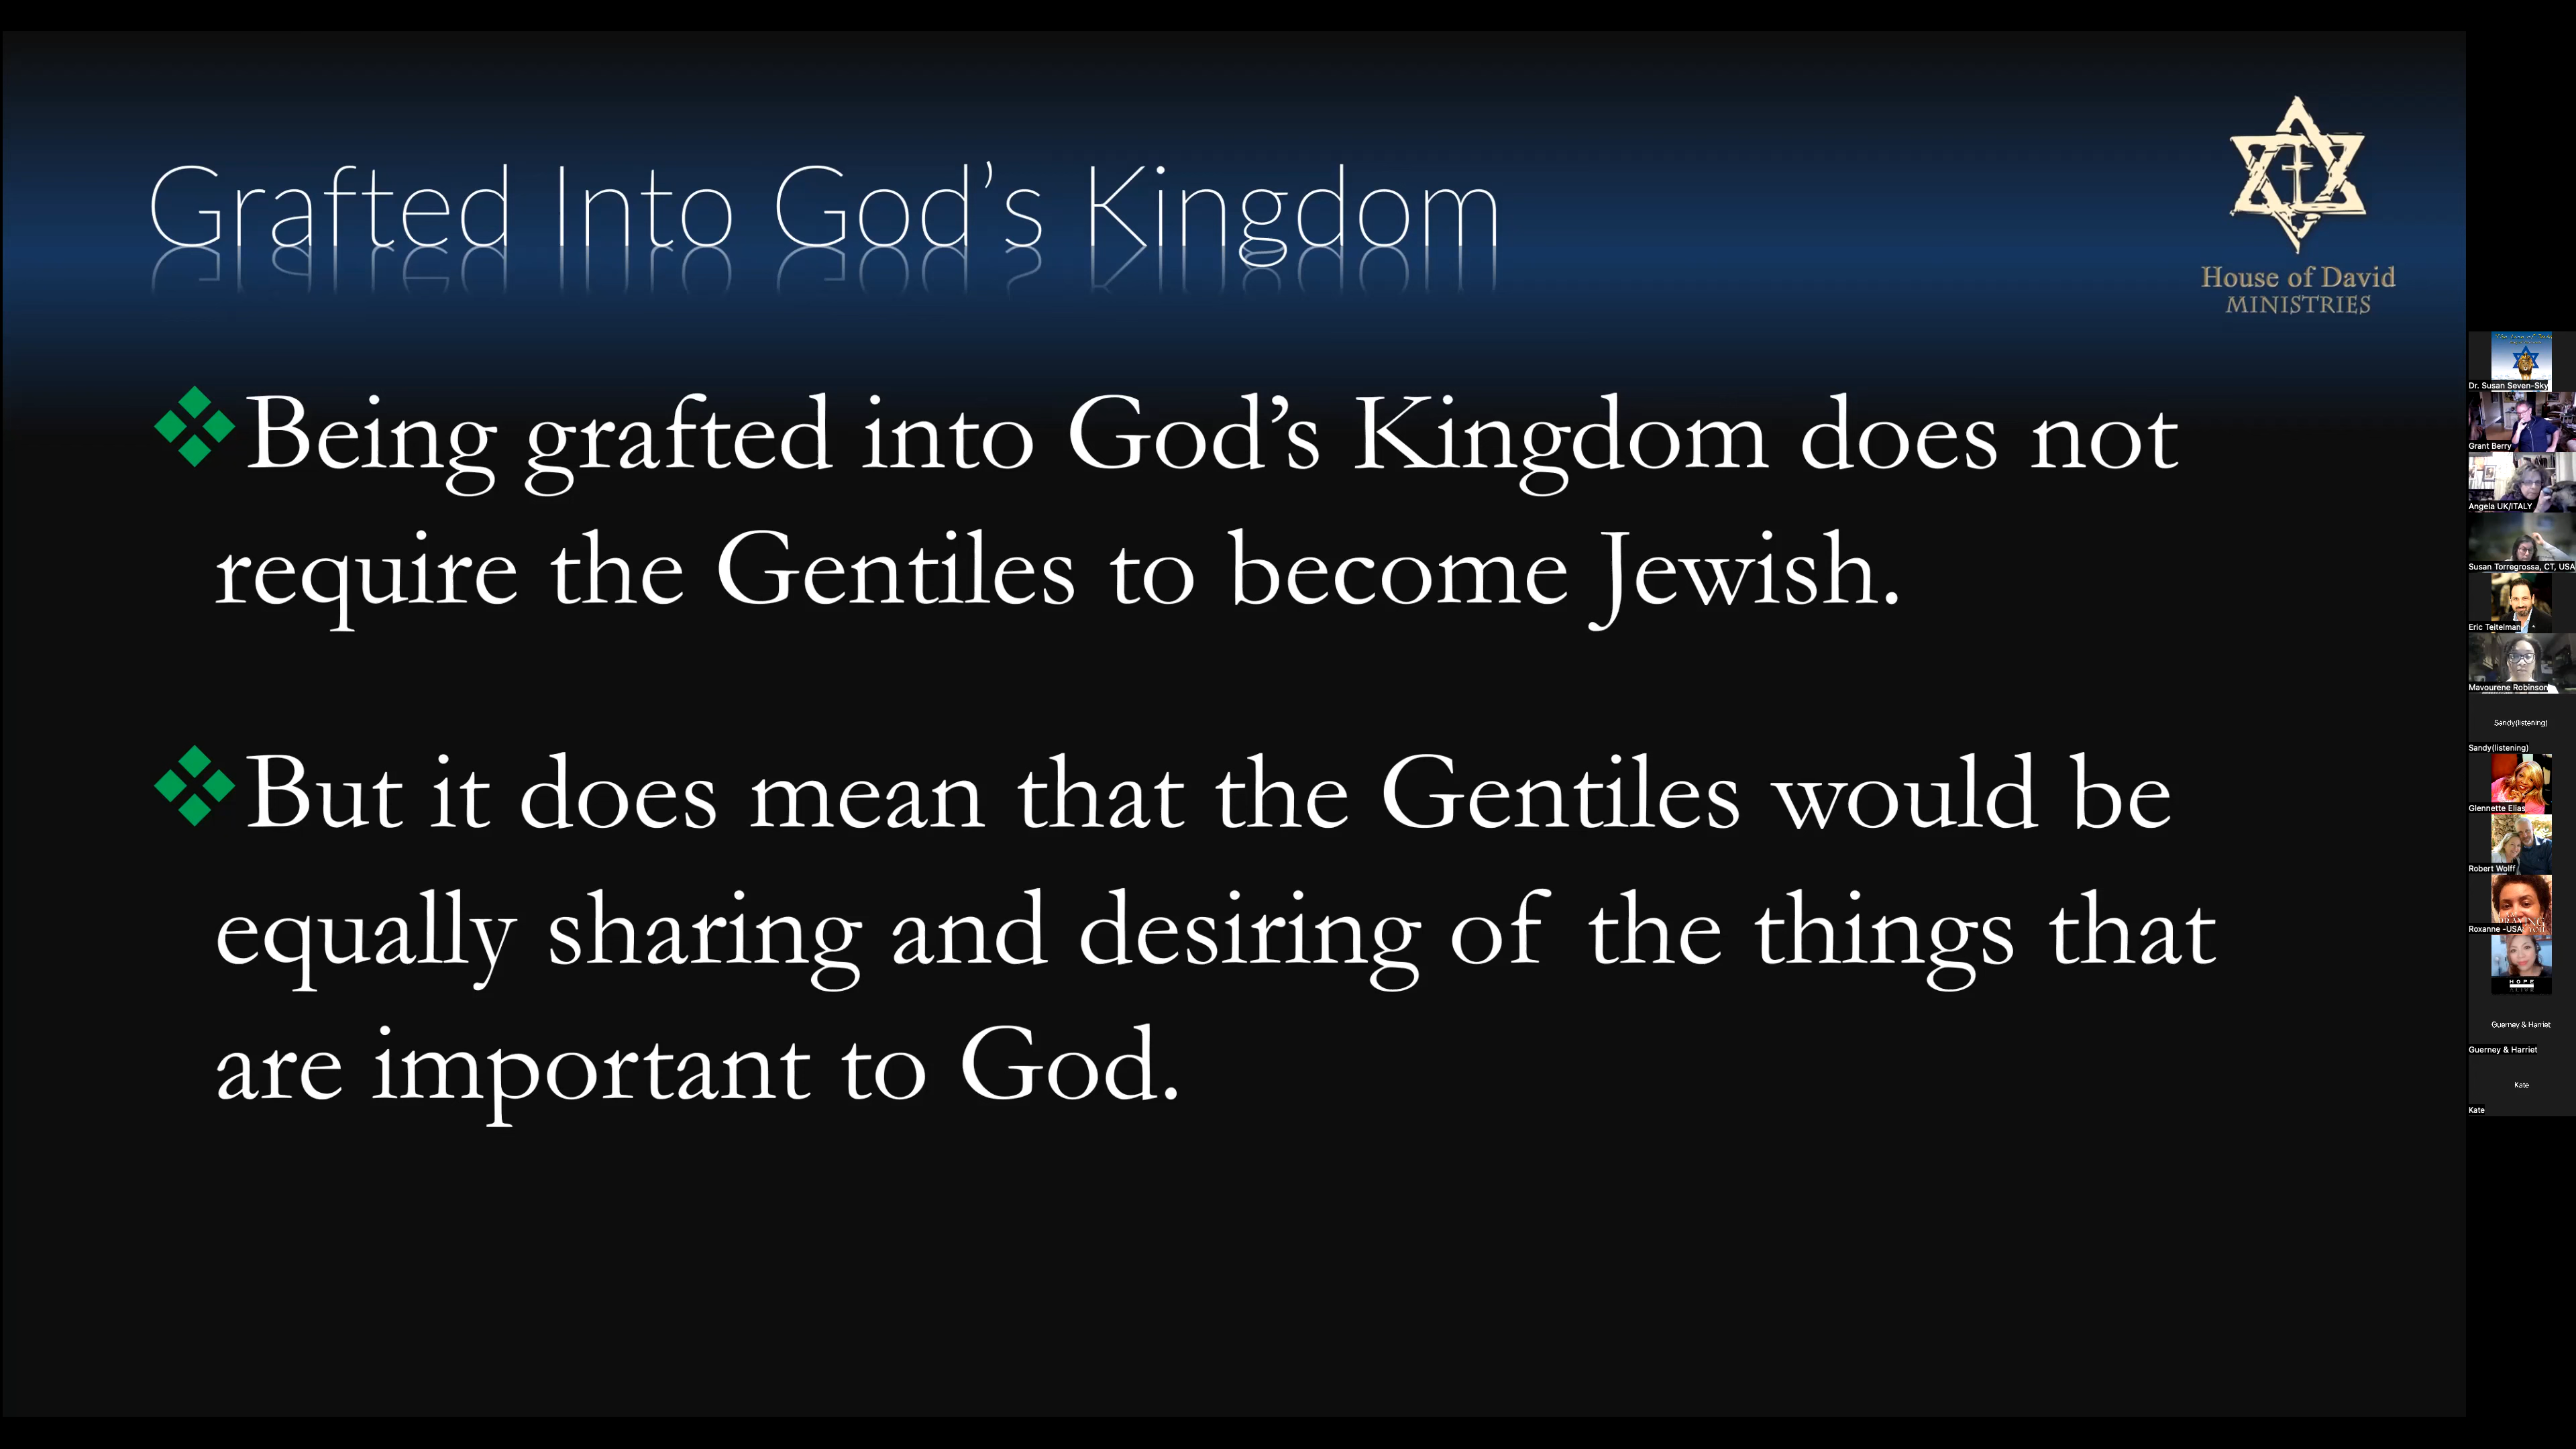 Grafted Into God’s Kingdom
House of David
MINISTRIES
❖Being grafted into God’s Kingdom does not
require the Gentiles to become Jewish.
❖But it does mean that the Gentiles would be
equally sharing and desiring of the things that
are important to God.
Dr. Susan Seven-Sky
Grant Berry
Angela UK/ITALY
Susan Torregrossa, CT, USA
Eric Teitelman
Mavourene Robinson
Sandy(listening)
Sandy(listening)
Glennette Elias
Robert Wolff
Roxanne -USA
HOPE
Guerney & Harriet
Guerney & Harriet
Kate
Kate